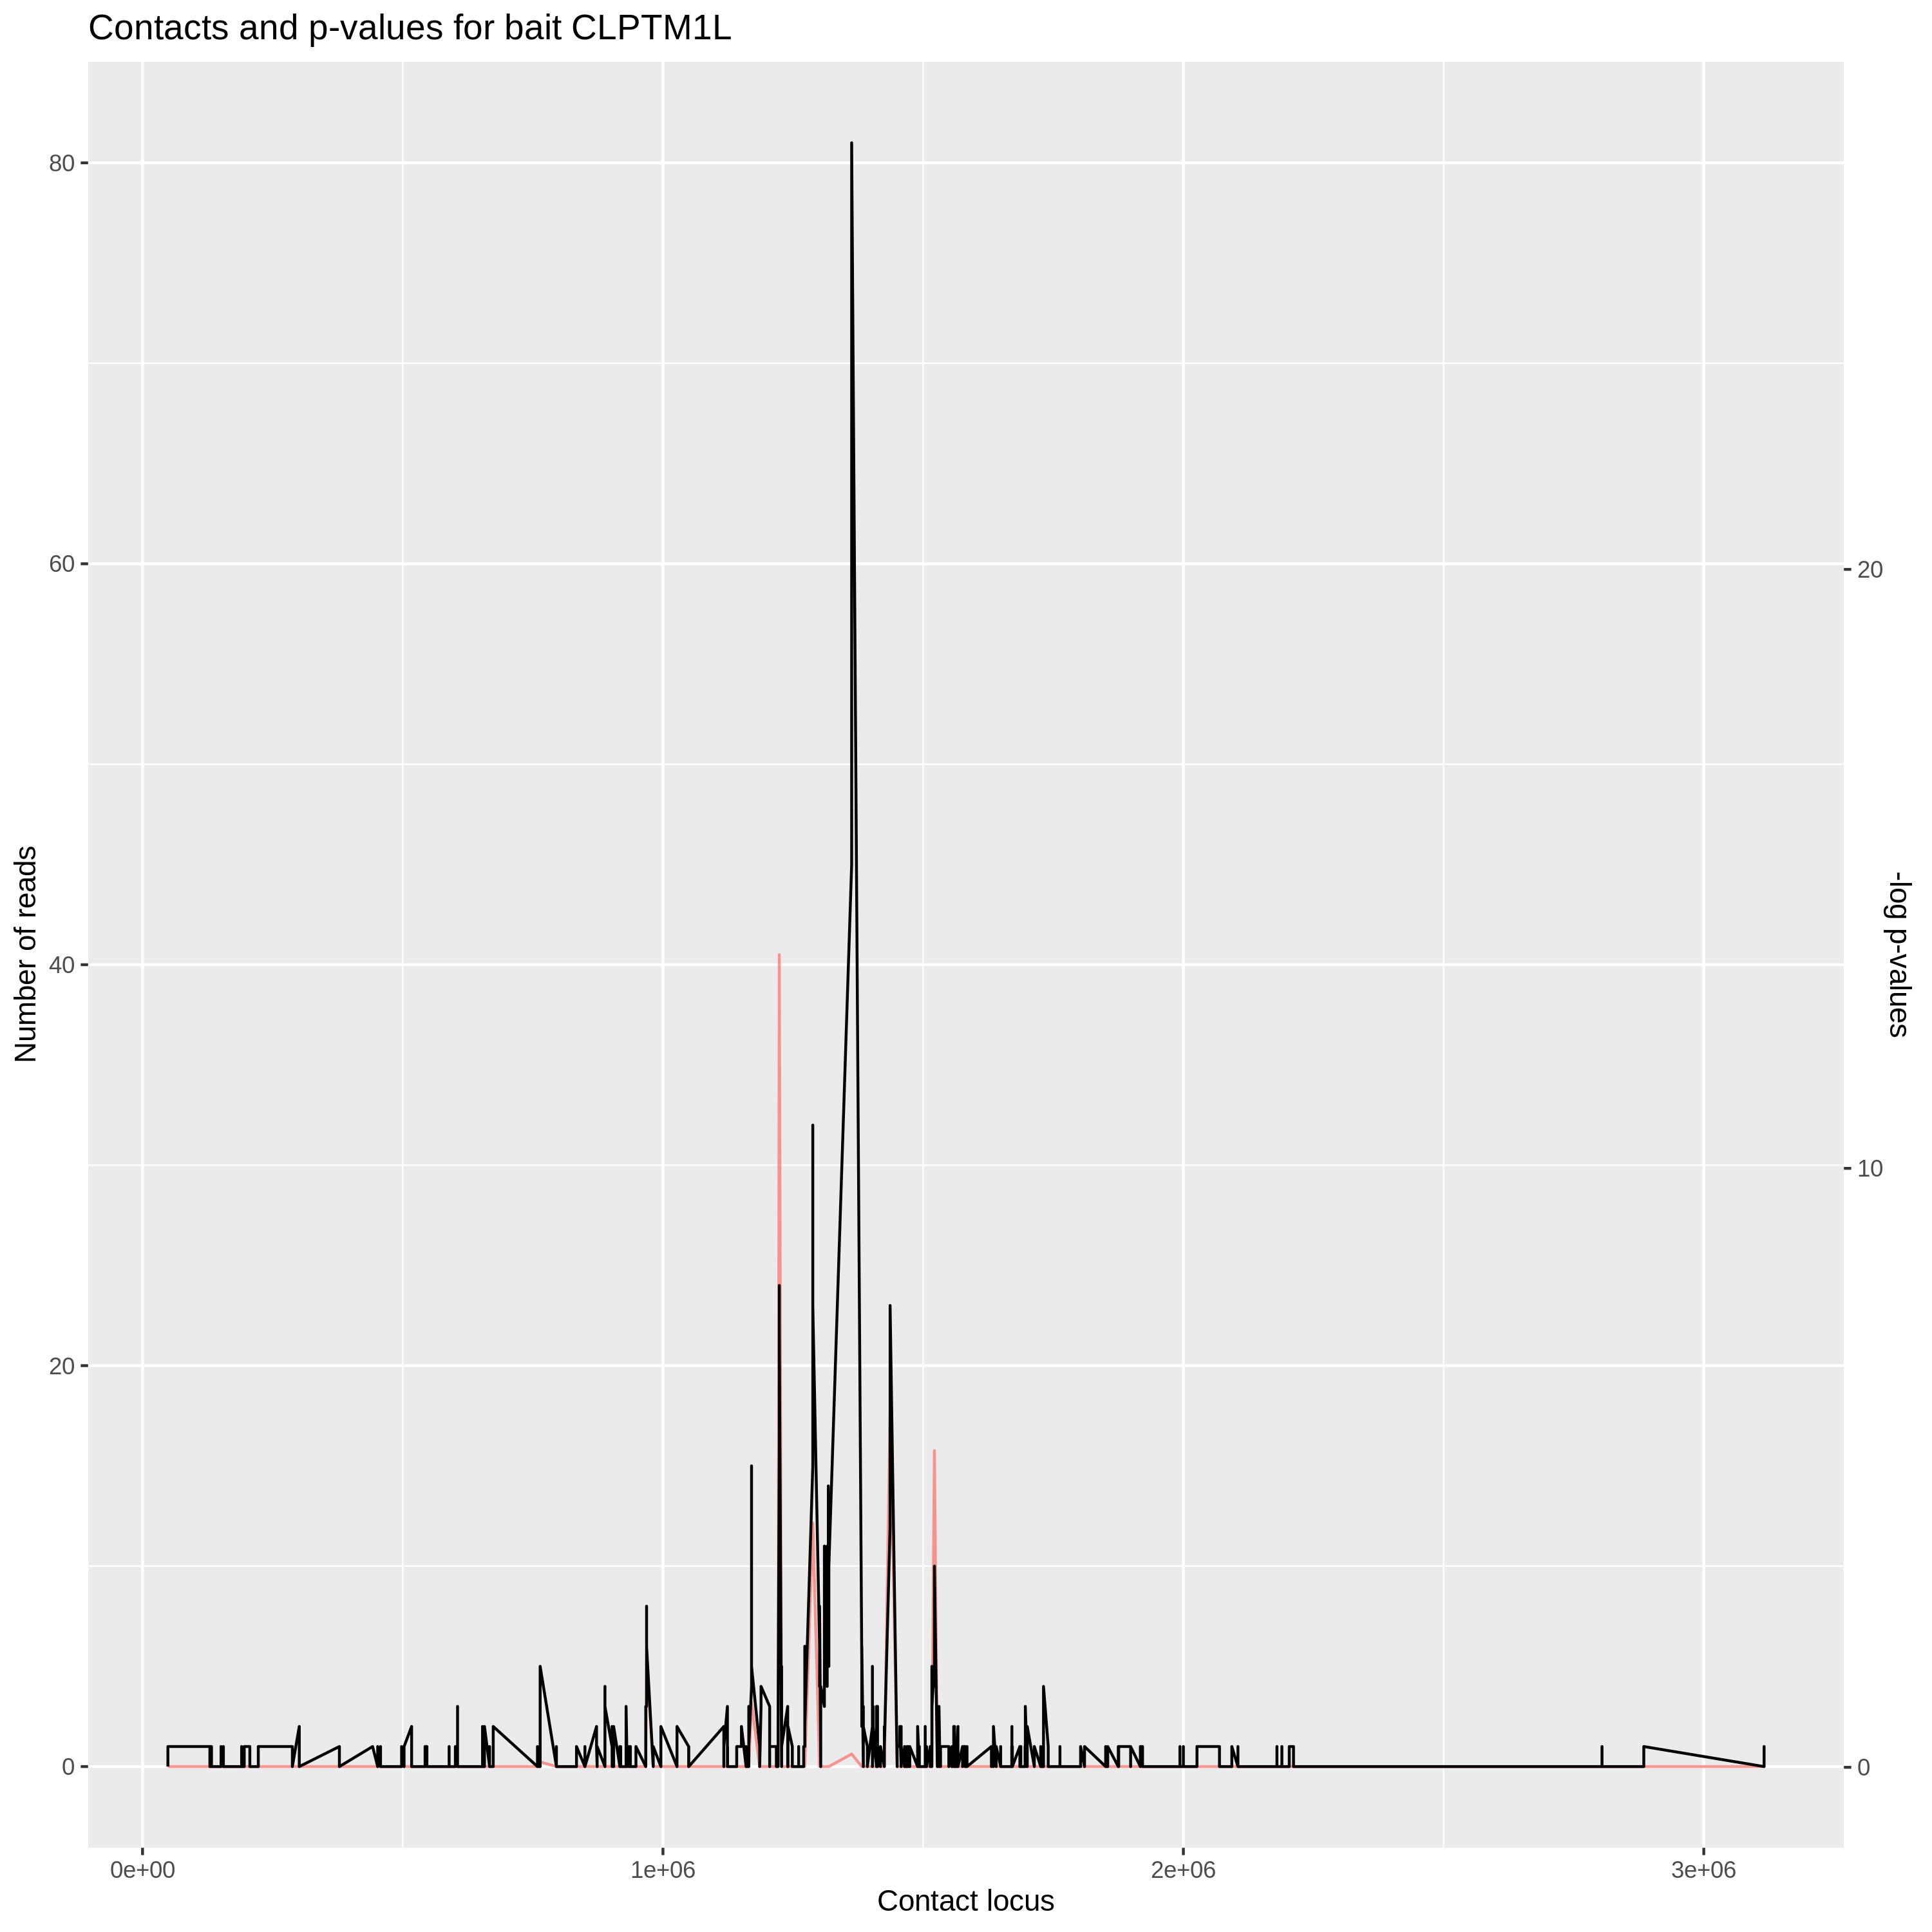 Contacts and p-values for bait CLPTM1L
80
60
40
20
0
Number of reads
20
10
0
-log p-values
0e+00
1e+06
2e+06
3e+06
Contact locus